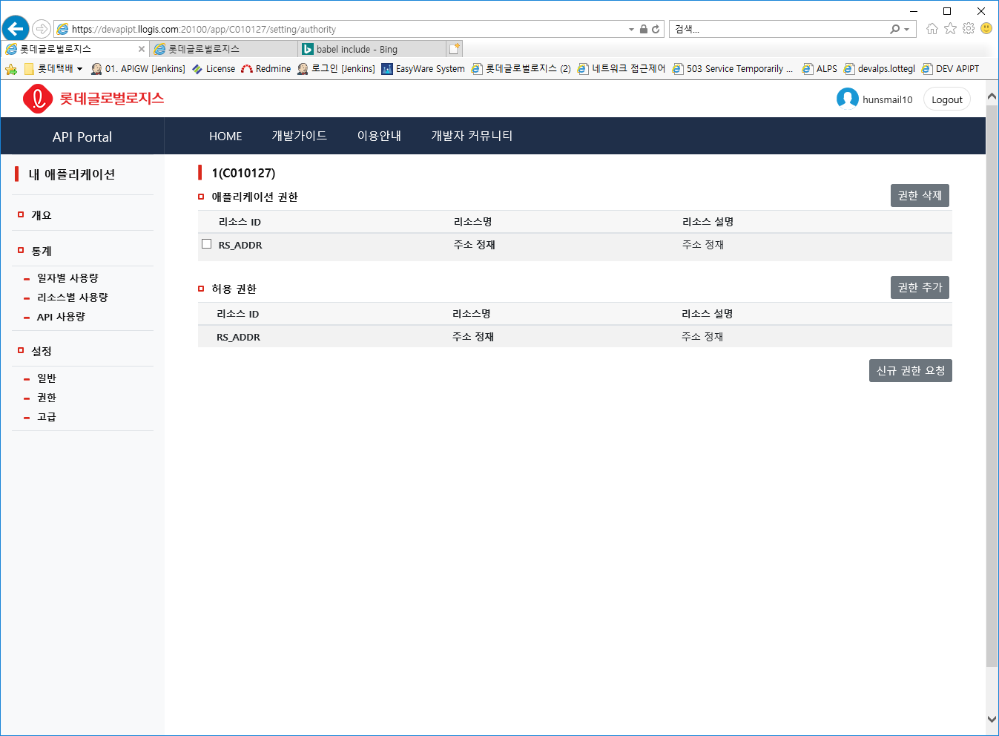 https://devapipt.llogis.com:20100/app/C010127/setting/authority
검색...
롯데글로벌로지스
롯데글로벌로지스
babel include - Bing
롯데택배
01. APIGW [Jenkins]
License
Redmine
로그인 [Jenkins]
EasyWare System
롯데글로벌로지스 (2)
네트워크 접근제어
503 Service Temporarily ...
ALPS
devalps.lottegl
DEV APIPT
롯데글로벌로지스
hunsmail10
Logout
API Portal
HOME
개발가이드
이용안내
개발자 커뮤니티
내 애플리케이션
개요
통계
일자별 사용량
리소스별 사용량
API 사용량
설정
일반
권한
고급
1(C010127)
애플리케이션 권한
권한 삭제
리소스 ID 리소스명 리소스 설명
RS_ADDR 주소 정재 주소 정재
허용 권한
권한 추가
리소스 ID 리소스명 리소스 설명
RS_ADDR 주소 정재 주소 정재
신규 권한 요청